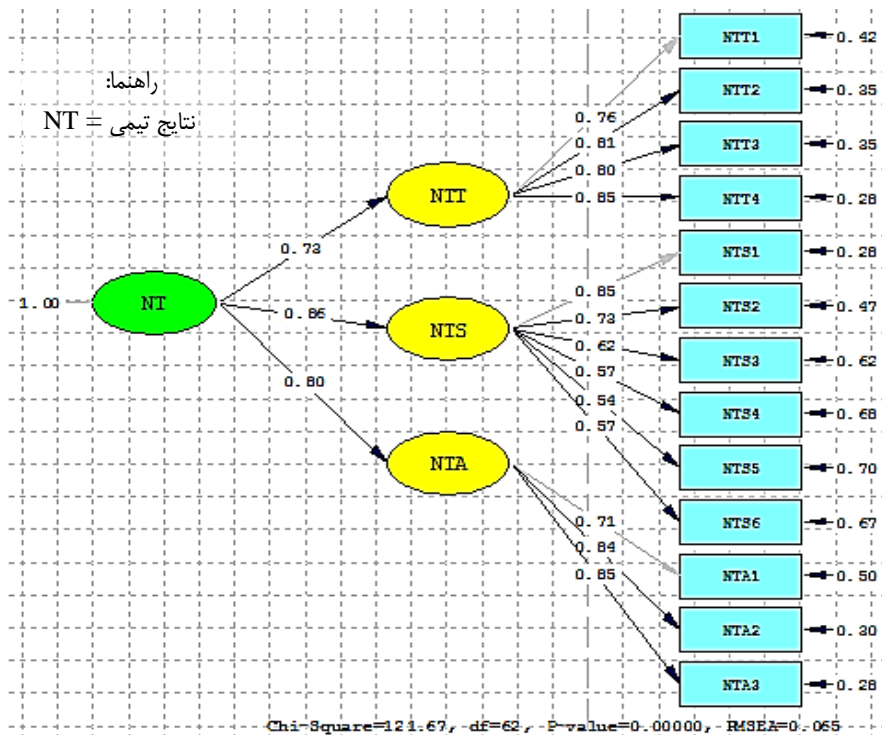 راهنما:
نتایج تیمی = NT
NTT1
0.42
NTT2
0.35
NTT3
0.35
NTT4
0.28
NTS1
0.28
NTS2
0.47
NTS3
0.62
NTS4
0.68
NTS5
0.70
NTS6
0.67
NTA1
0.50
NTA2
0.30
NTA3
0.28
NTT
0.76
0.81
0.80
0.85
NTS
0.85
0.73
0.62
0.57
0.54
0.57
NTA
0.71
0.84
0.85
1.00
NT
0.73
0.86
0.80
Chi-Square=121.67, df=62, P-value=0.00000, RMSEA=0.065